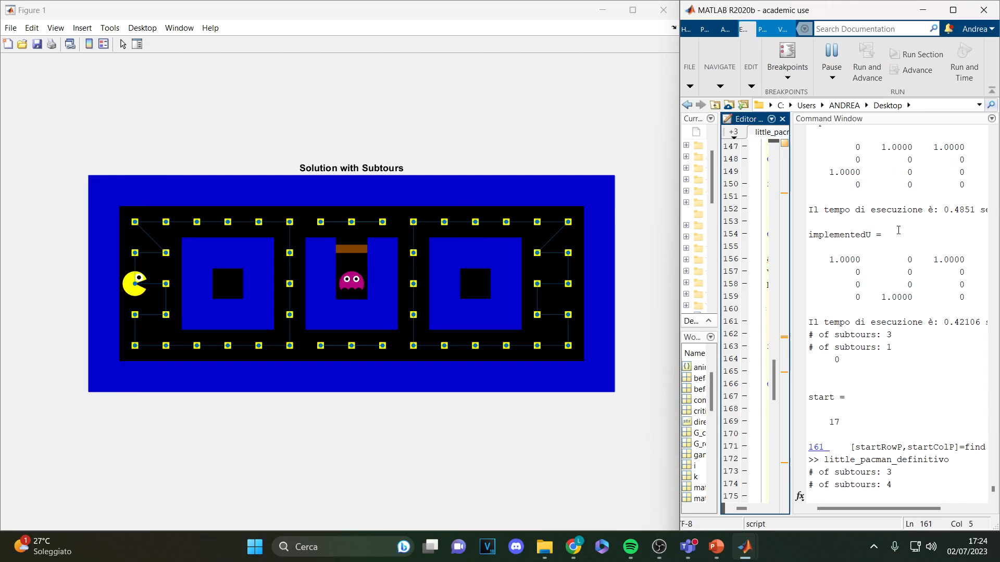 Figure 1
File Edit View Insert Tools Desktop Window Help
Solution with Subtours
MATLAB R2020b - academic use
H... P... A... E... P... V... Search Documentation Andrea
FILE NAVIGATE EDIT Breakpoints Pause Run and Advance Run Section Advance Run and Time
BREAKPOINTS RUN
C: Users ANDREA Desktop
Curr...
De...
Wo...
Name
ani
bef
bef
con
criti
str dire
G_c
G_r
gan
i
k
mat
mat
Editor ...
+3 little_pacr
147
148
149
150
151
152
153
154
155
156
157
158
159
160
161
162
163
164
165
166
167
168
169
170
171
172
173
174
175
Command Window
0 1.0000 1.0000
0 0 0
1.0000 0 0
0 0 0
Il tempo di esecuzione è: 0.4851 se
implementedU =
1.0000 0 1.0000
0 0 0
0 0 0
0 1.0000 0
Il tempo di esecuzione è: 0.42106 s
# of subtours: 3
# of subtours: 1
0
start =
17
161 [startRowP,startColP]=find
>> little_pacman_definitivo
# of subtours: 3
# of subtours: 4
fx
TF-8 script Ln 161 Col 5
1
27°C
Soleggiato
Cerca
V 18
L
17:24
02/07/2023